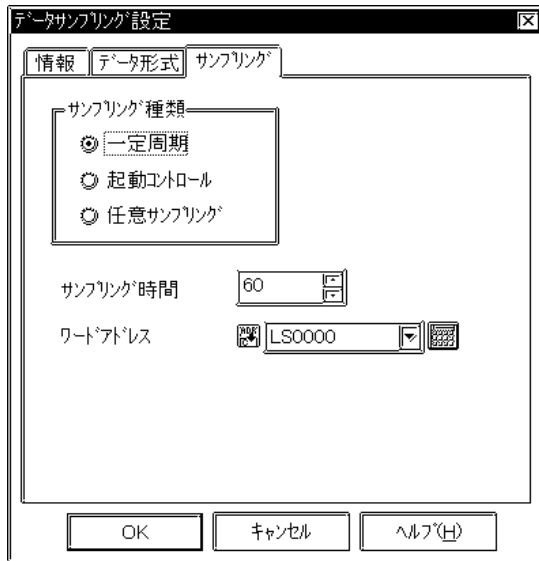 データサンプリング設定
情報 データ形式 サンプリング
サンプリング種類
一定周期
起動コントロール
任意サンプリング
サンプリング時間 60
ワードアドレス LS0000
OK キャンセル ヘルプ(H)